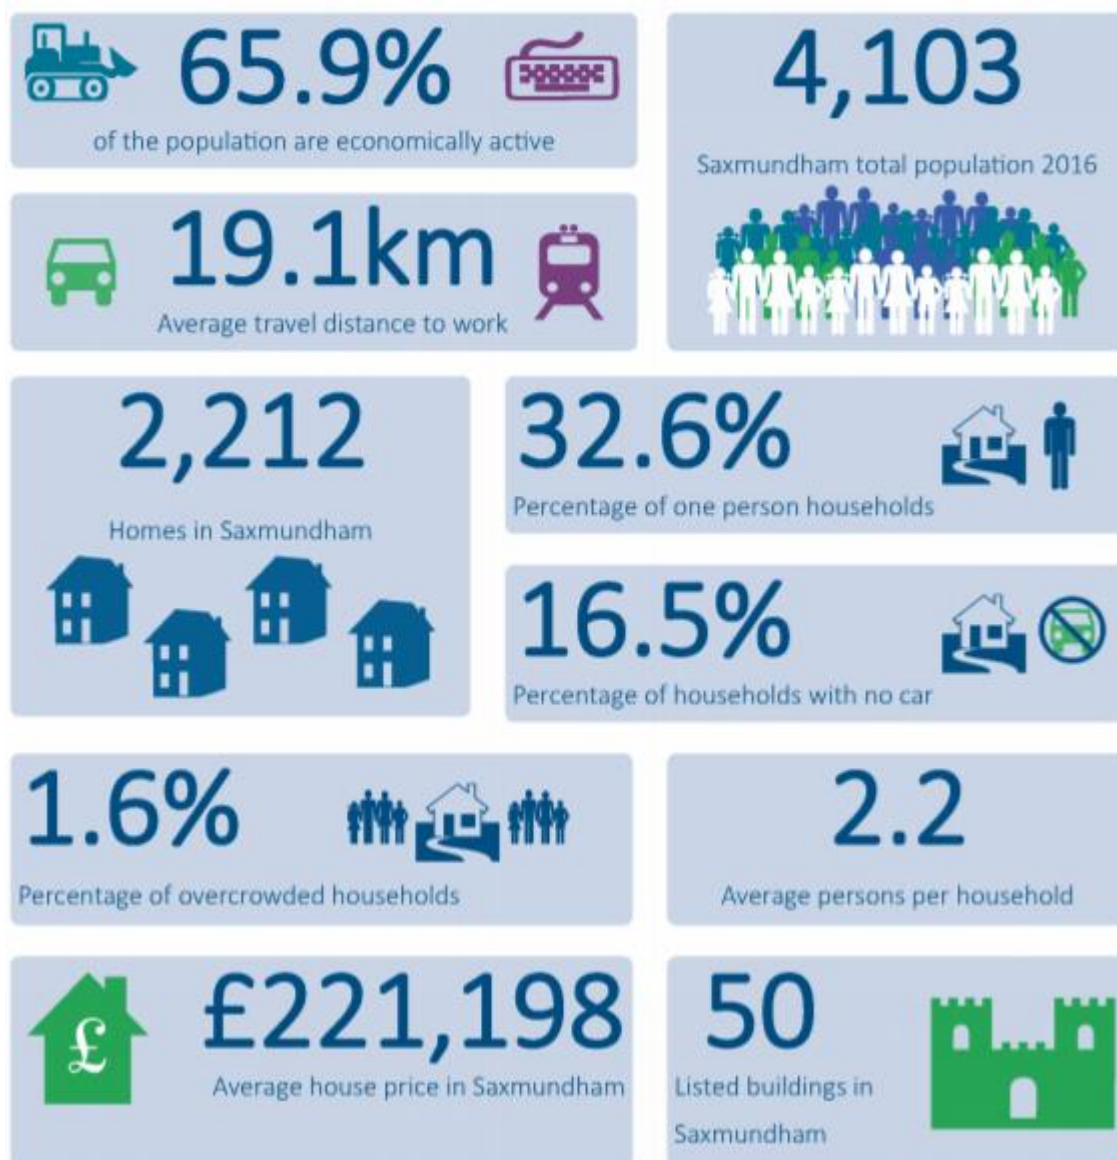 65.9%
of the population are economically active
4,103
Saxmundham total population 2016
19.1km
Average travel distance to work
2,212
Homes in Saxmundham
32.6%
Percentage of one person households
16.5%
Percentage of households with no car
1.6%
Percentage of overcrowded households
2.2
Average persons per household
£
£221,198
Average house price in Saxmundham
50
Listed buildings in
Saxmundham